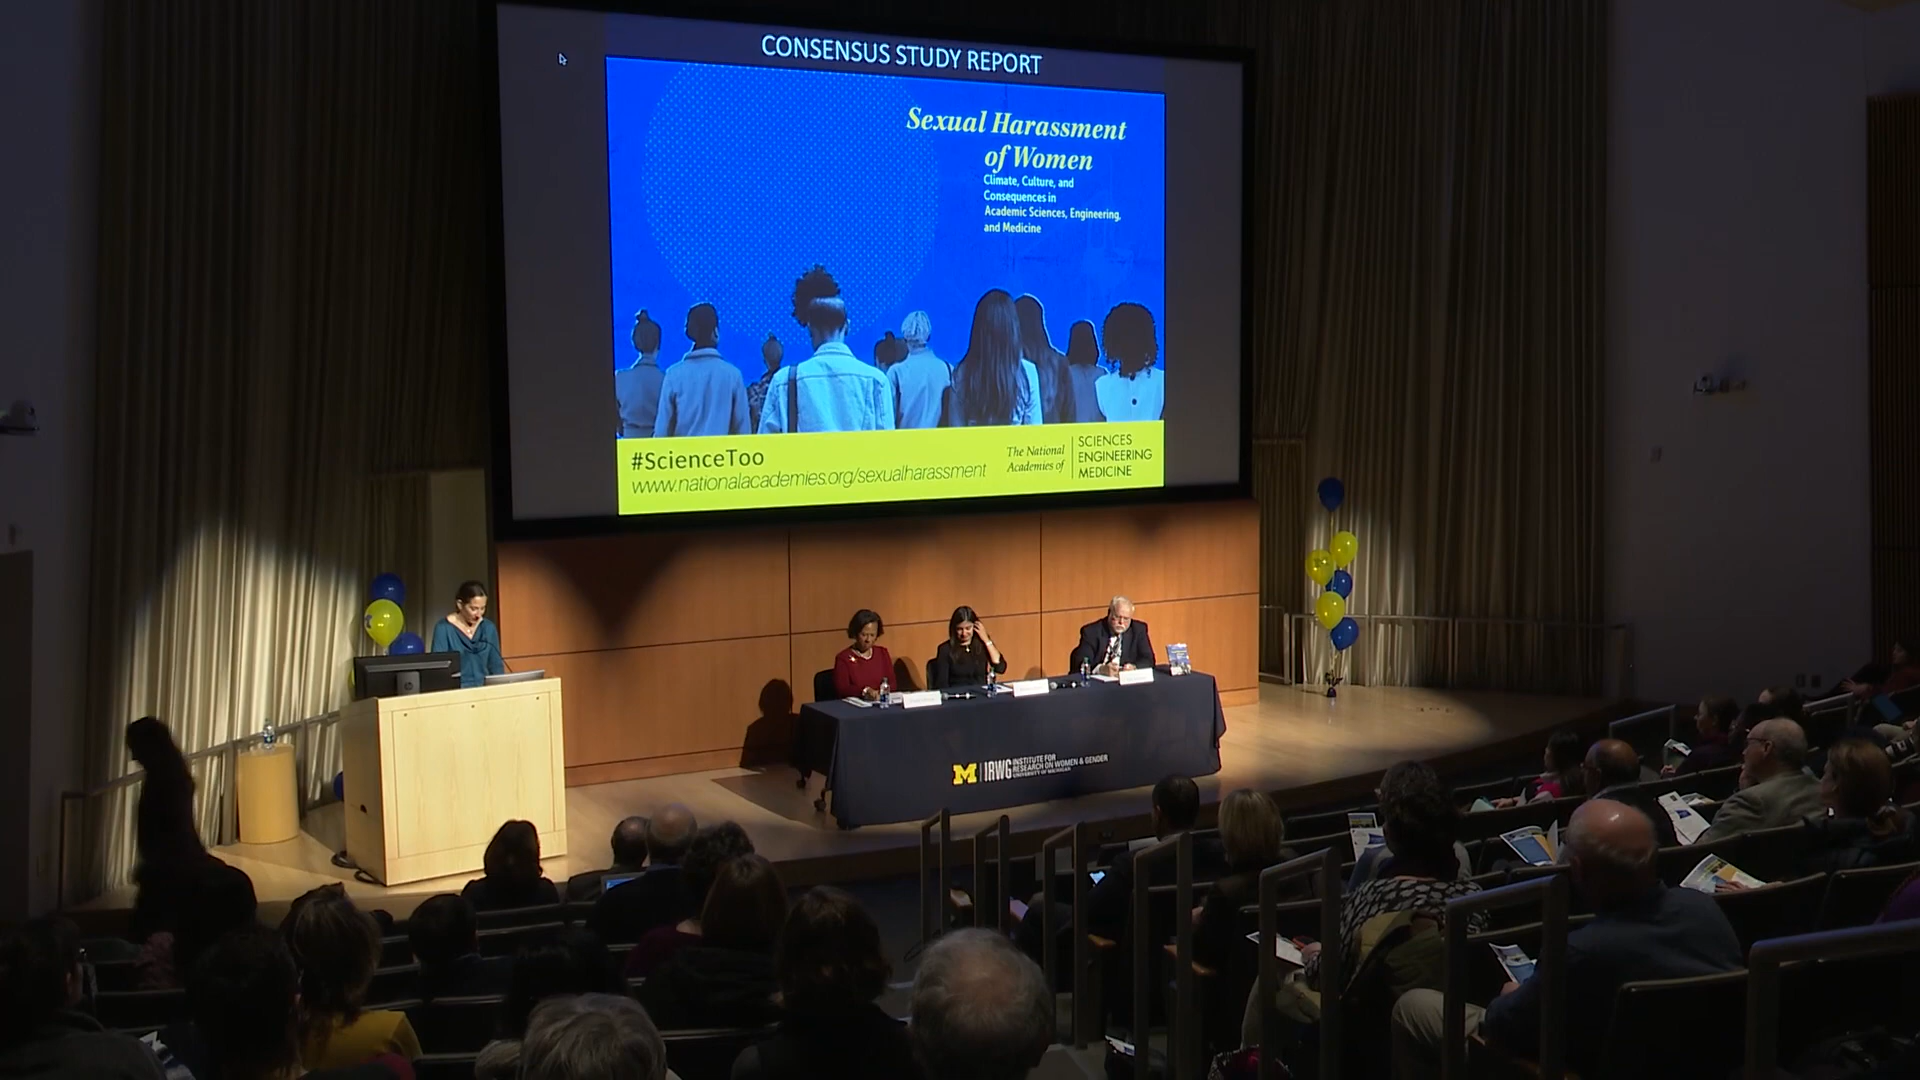 CONSENSUS STUDY REPORT
Sexual Harassment
of Women
Climate, Culture, and
Consequences in
Academic Sciences, Engineering,
and Medicine
#ScienceToo
www.nationalacademies.org/sexualharassment
The National
Academies of
SCIENCES
ENGINEERING
MEDICINE
M IRWG
INSTITUTE FOR
RESEARCH ON WOMEN & GENDER
UNIVERSITY OF MICHIGAN